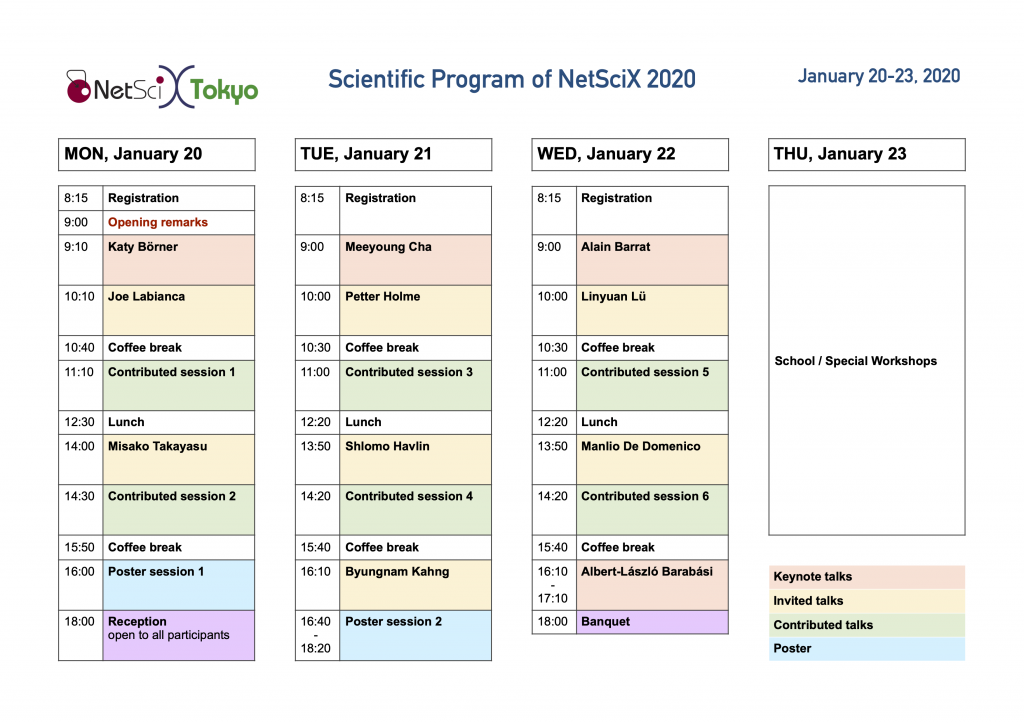 NetSci X Tokyo
Scientific Program of NetSciX 2020
January 20-23, 2020
MON, January 20
8:15 Registration
9:00 Opening remarks
9:10 Katy Börner
10:10 Joe Labianca
10:40 Coffee break
11:10 Contributed session 1
12:30 Lunch
14:00 Misako Takayasu
14:30 Contributed session 2
15:50 Coffee break
16:00 Poster session 1
18:00 Reception
open to all participants
TUE, January 21
8:15 Registration
9:00 Meeyoung Cha
10:00 Petter Holme
10:30 Coffee break
11:00 Contributed session 3
12:20 Lunch
13:50 Shlomo Havlin
14:20 Contributed session 4
15:40 Coffee break
16:10 Byungnam Kahng
16:40 Poster session 2
-
18:20
WED, January 22
8:15 Registration
9:00 Alain Barrat
10:00 Linyuan Lü
10:30 Coffee break
11:00 Contributed session 5
12:20 Lunch
13:50 Manlio De Domenico
14:20 Contributed session 6
15:40 Coffee break
16:10 Albert-László Barabási
-
17:10
18:00 Banquet
THU, January 23
School / Special Workshops
Keynote talks
Invited talks
Contributed talks
Poster